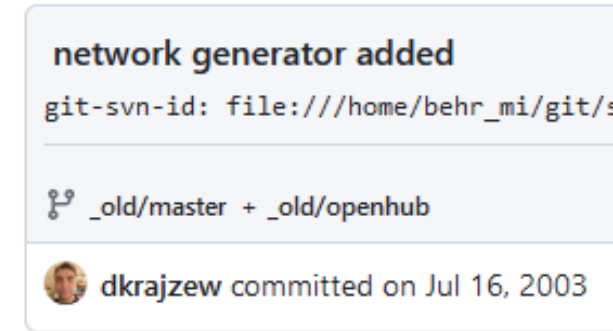 network generator added
git-svn-id: file:///home/behr_mi/git/
_old/master + _old/openhub
dkrajzew committed on Jul 16, 2003